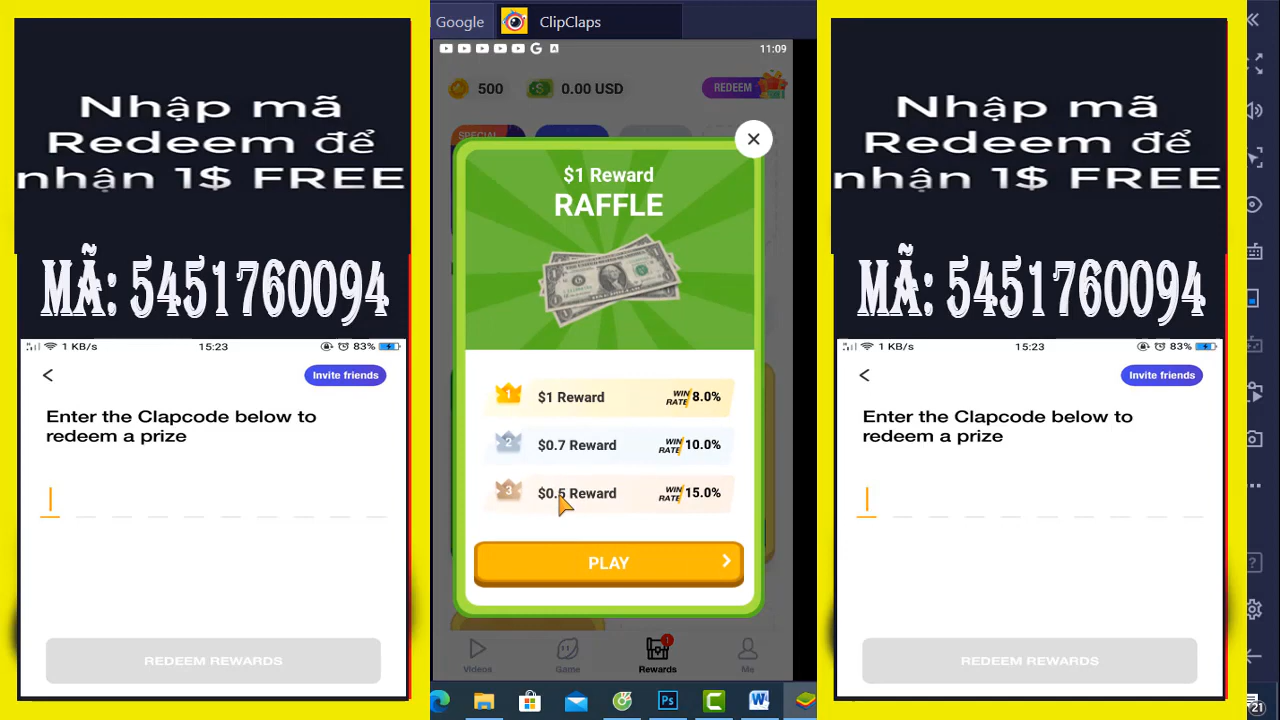 Nhập mã
Redeem để
nhận 1$ FREE
MÃ: 5451760094
1 KB/s 15:23 83%
Invite friends
Enter the Clapcode below to
redeem a prize
REDEEM REWARDS
Google ClipClaps
11:09
500 0.00 USD REDEEM
SPECIAL
$1 Reward
RAFFLE
1 $1 Reward WIN RATE 8.0%
2 $0.7 Reward WIN RATE 10.0%
3 $0.5 Reward WIN RATE 15.0%
PLAY
1
Videos Game Rewards Me
Nhập mã
Redeem để
nhận 1$ FREE
MÃ: 5451760094
1 KB/s 15:23 83%
Invite friends
Enter the Clapcode below to
redeem a prize
REDEEM REWARDS
Ps W 21